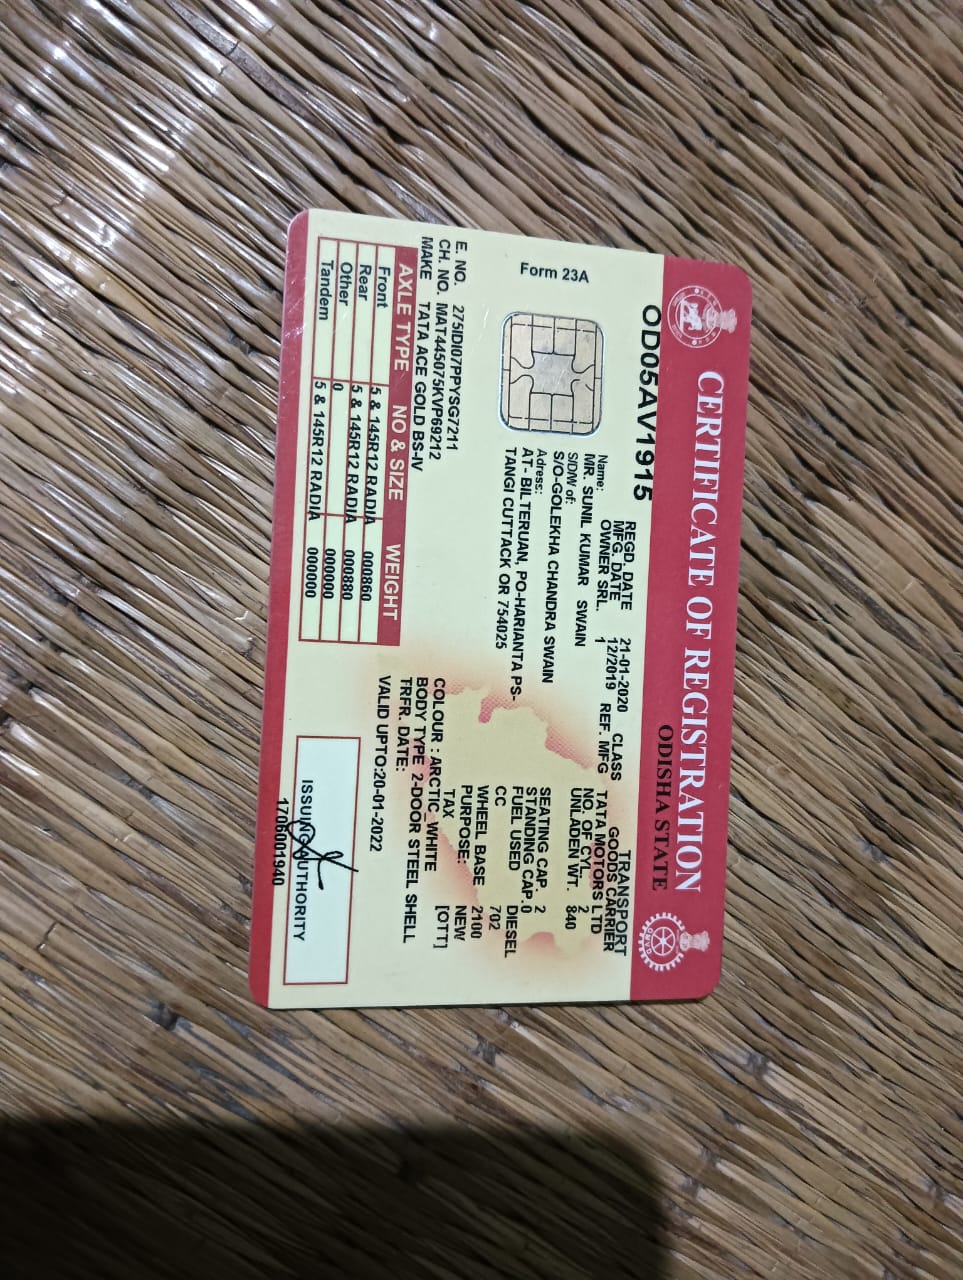 CERTIFICATE OF REGISTRATION
ODISHA STATE
OD05AV1915
Form 23A
REGD. DATE 21-01-2020 CLASS TRANSPORT
GOODS CARRIER
MFG. DATE 12/2019 REF. MFG TATA MOTORS LTD
OWNER SRL. 1
NO. OF CYL. 2
UNLADEN WT. 840
Name:
MR. SUNIL KUMAR SWAIN
S/D/W of:
S/O-GOLEKHA CHANDRA SWAIN
Adress:
AT- BILTERUAN, PO-HARIANTA PS-
TANGI CUTTACK OR 754025
SEATING CAP. 2
STANDING CAP.0
FUEL USED DIESEL
CC 702
WHEEL BASE 2100
PURPOSE: NEW
TAX [OTT]
E. NO. 275IDI07PPYSG7211
CH. NO. MAT445075KVP69212
MAKE TATA ACE GOLD BS-IV
COLOUR : ARCTIC_WHITE
BODY TYPE 2-DOOR STEEL SHELL
TRFR. DATE:
VALID UPTO:20-01-2022
AXLE TYPE NO & SIZE WEIGHT
Front 5 & 145R12 RADIA 000860
Rear 5 & 145R12 RADIA 000880
Other 0 000000
Tandem 5 & 145R12 RADIA 000000
ISSUING AUTHORITY
1706001940